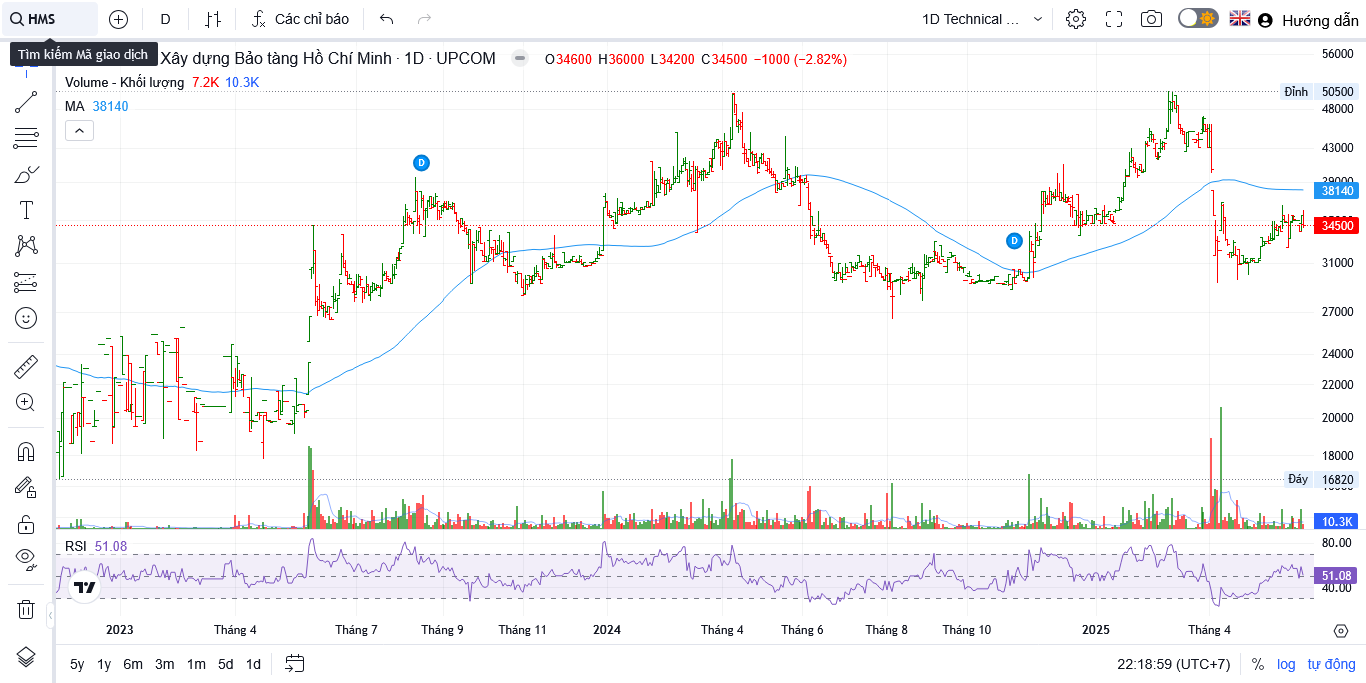 HMS D Các chỉ báo 1D Technical ... Hướng dẫn
Tìm kiếm Mã giao dịch Xây dựng Bảo tàng Hồ Chí Minh · 1D · UPCOM O34600 H36000 L34200 C34500 −1000 (−2.82%)
Volume - Khối lượng 7.2K 10.3K
MA 38140
56000
Đỉnh 50500
48000
43000
39000
38140
34500
31000
27000
24000
22000
20000
18000
Đáy 16820
10.3K
D
D
RSI 51.08
80.00
51.08
40.00
2023 Tháng 4 Tháng 7 Tháng 9 Tháng 11 2024 Tháng 4 Tháng 6 Tháng 8 Tháng 10 2025 Tháng 4
5y 1y 6m 3m 1m 5d 1d 22:18:59 (UTC+7) % log tự động